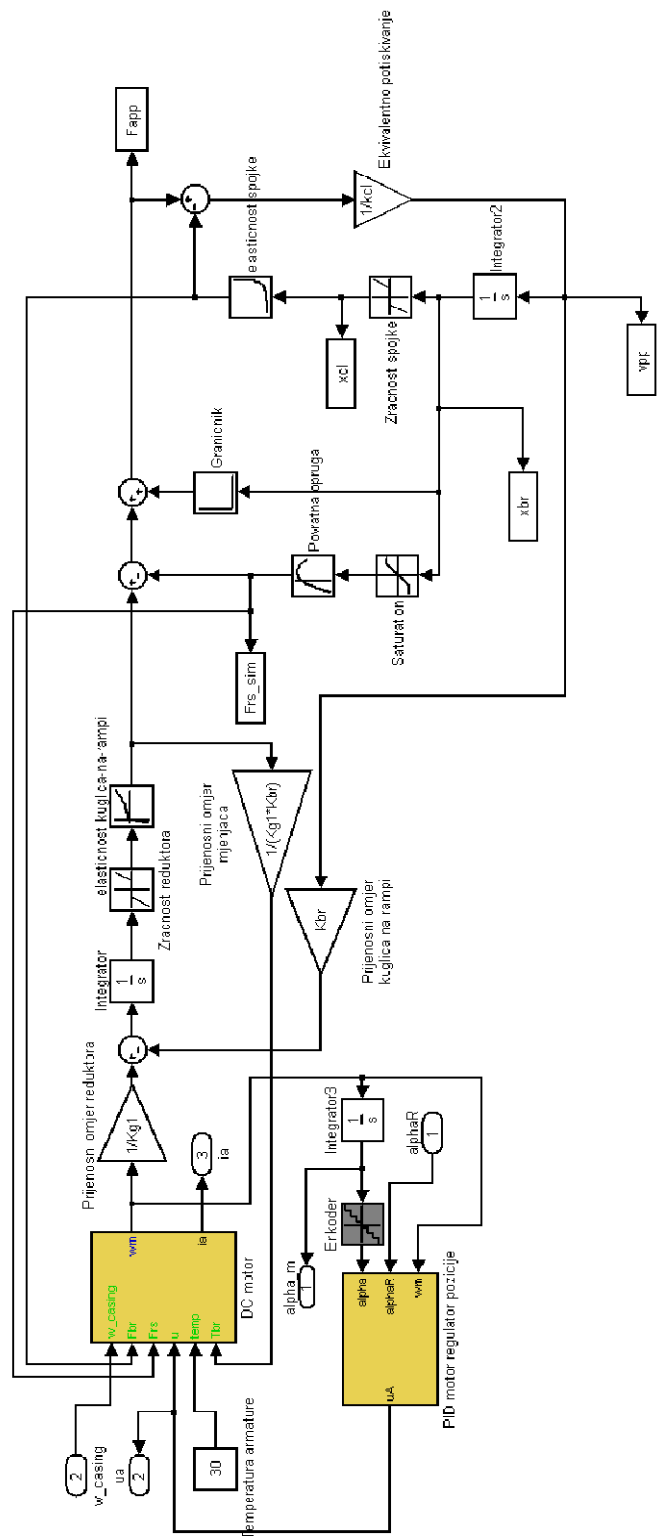 w_casing
2
ua
2
Temperatura armature
30
w_casing
Fbr
Frs
u
temp
Tbr
wm
ia
DC motor
3
ia
Prijenosn omjer reduktora
1/Kg1
Integrator
1
s
Zracnost reduktora
elasticnost kuglica-na-rampi
Prijenosni omjer
mjenjaca
1/(Kg1*Kbr)
Kbr
Prijenosni omjer
kuglica na rampi
Frs_sim
Powratna opruga
Saturation
Granicnik
xbr
xcl
Zracnost spojke
elasticnost spojke
Fapp
1/kcl
Ekvivalentno potiskivanje
Integrator2
1
s
vpp
Integrator3
1
s
alpha_m
1
Enkoder
alphaR
1
alpha
alphaR
wm
uA
PID motor regulator pozicije